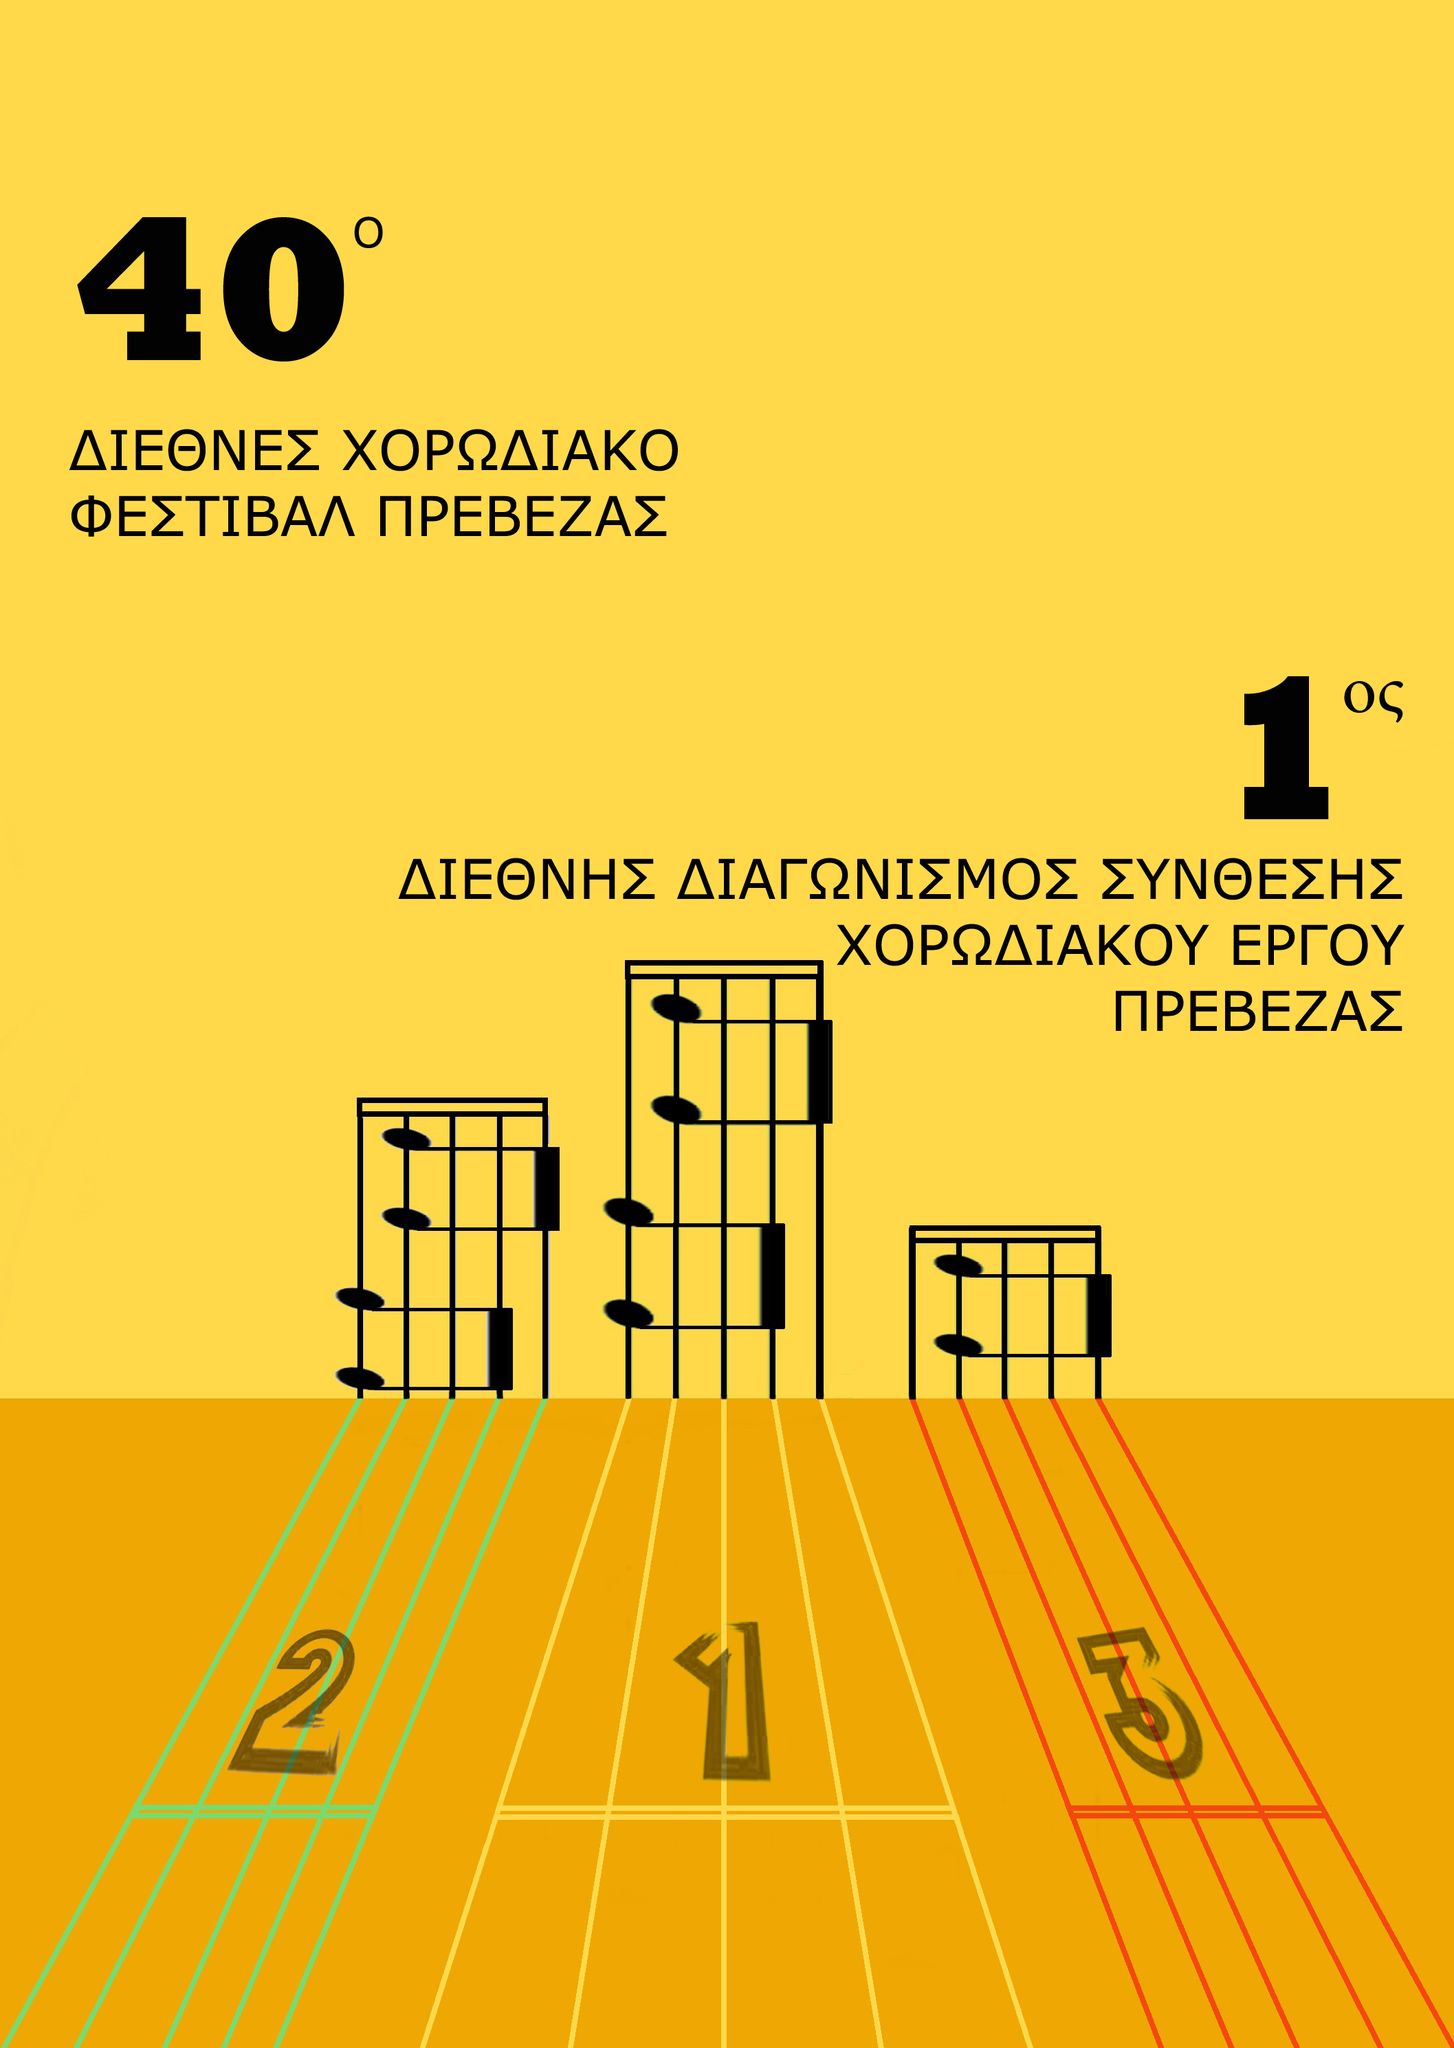 40ο
ΔΙΕΘΝΕΣ ΧΟΡΩΔΙΑΚΟ
ΦΕΣΤΙΒΑΛ ΠΡΕΒΕΖΑΣ
1ος
ΔΙΕΘΝΗΣ ΔΙΑΓΩΝΙΣΜΟΣ ΣΥΝΘΕΣΗΣ
ΧΟΡΩΔΙΑΚΟΥ ΕΡΓΟΥ
ΠΡΕΒΕΖΑΣ
2 1 3